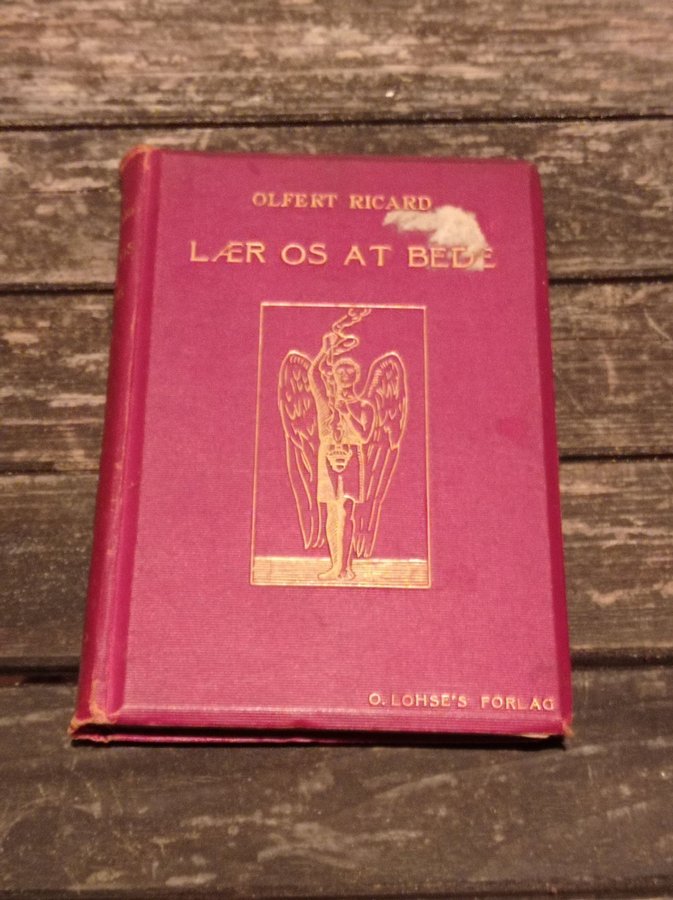 OLFERT RICARD
LÆR OS AT BEDE
O. LOHSE'S FORLAG